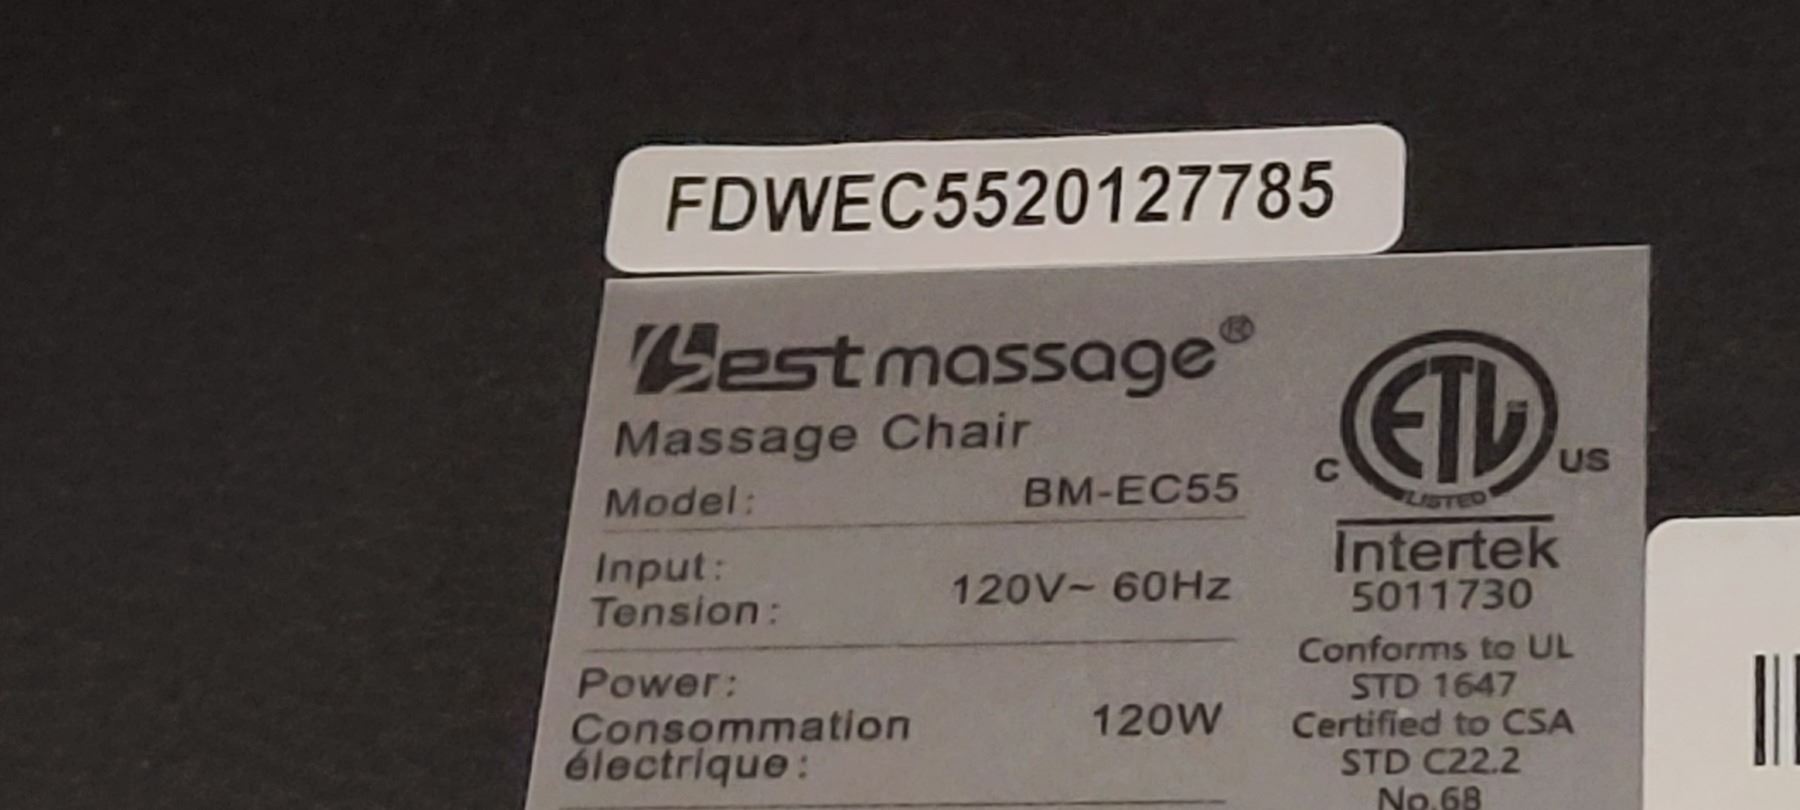 FDWEC5520127785
Bestmassage®
Massage Chair
Model: BM-EC55
Input:
Tension: 120V~ 60Hz
Power:
Consommation
électrique: 120W
ETL
C US
LISTED
Intertek
5011730
Conforms to UL
STD 1647
Certified to CSA
STD C22.2
No.68